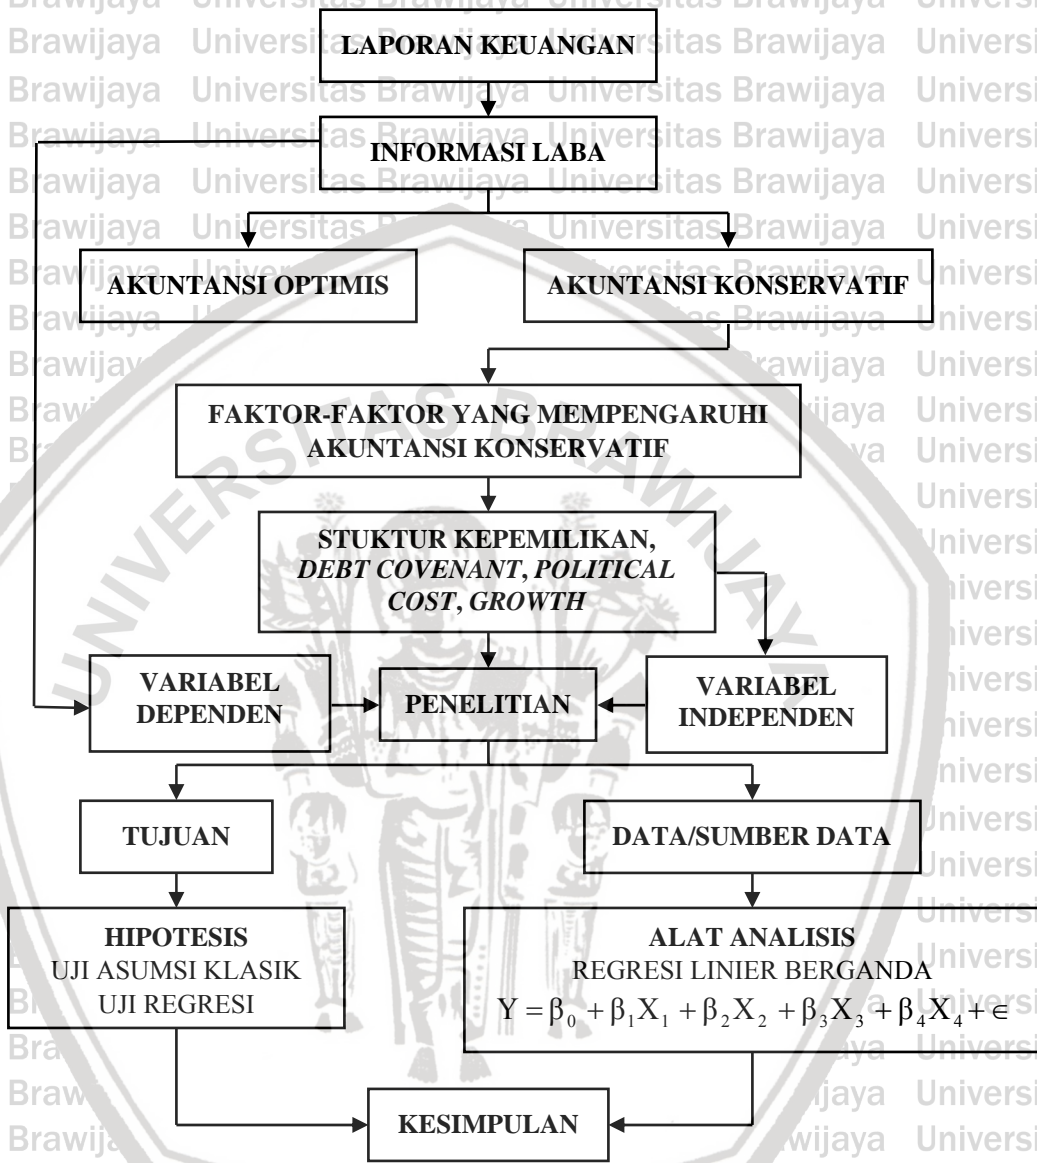 LAPORAN KEUANGAN
INFORMASI LABA
AKUNTANSI OPTIMIS
AKUNTANSI KONSERVATIF
FAKTOR-FAKTOR YANG MEMPENGARUHI
AKUNTANSI KONSERVATIF
STUKTUR KEPEMILIKAN,
DEBT COVENANT, POLITICAL
COST, GROWTH
VARIABEL
DEPENDEN
PENELITIAN
VARIABEL
INDEPENDEN
TUJUAN
DATA/SUMBER DATA
HIPOTESIS
UJI ASUMSI KLASIK
UJI REGRESI
ALAT ANALISIS
REGRESI LINIER BERGANDA
Y = β₀ + β₁X₁ + β₂X₂ + β₃X₃ + β₄X₄ + ∈
KESIMPULAN
UNIVERSITAS BRAWIJAYA